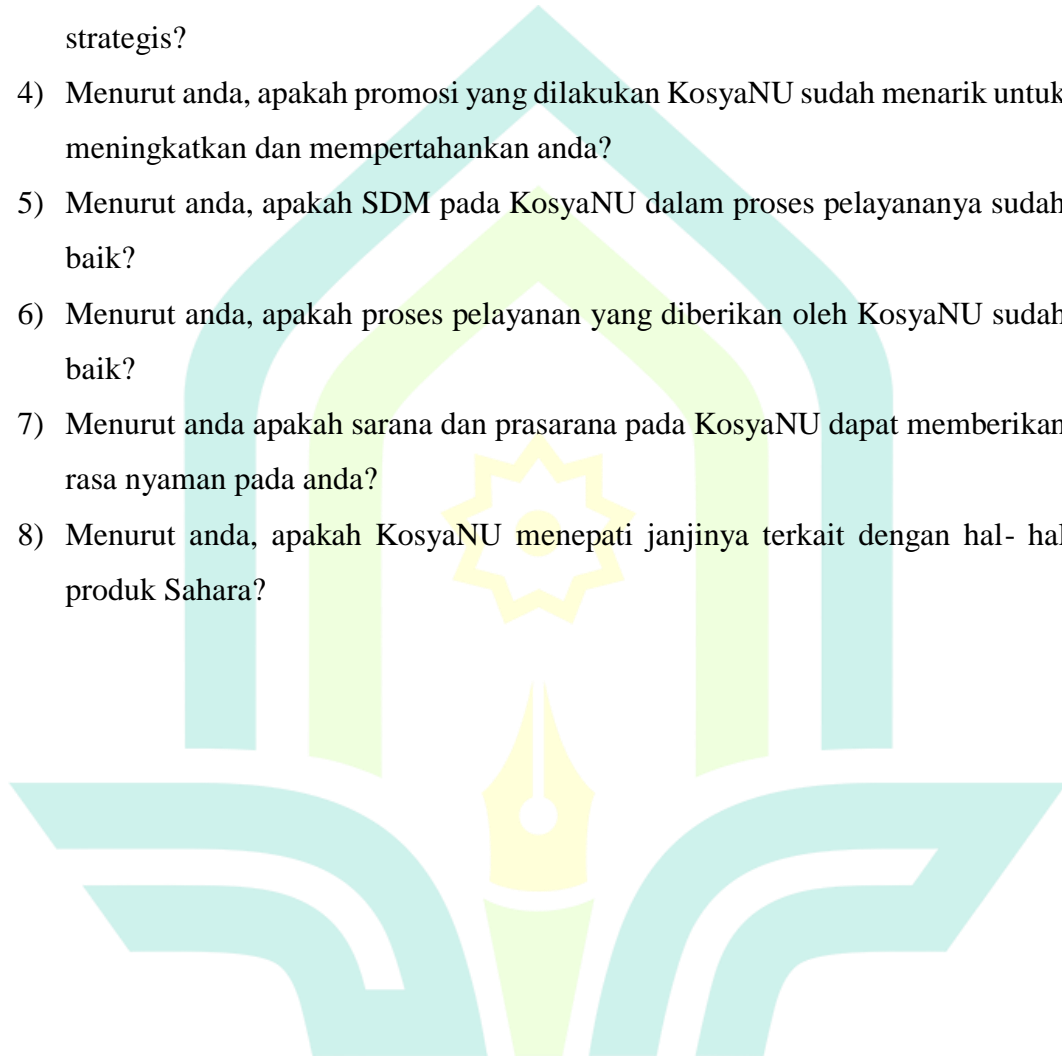 strategis?
4) Menurut anda, apakah promosi yang dilakukan KosyaNU sudah menarik untuk
meningkatkan dan mempertahankan anda?
5) Menurut anda, apakah SDM pada KosyaNU dalam proses pelayananya sudah
baik?
6) Menurut anda, apakah proses pelayanan yang diberikan oleh KosyaNU sudah
baik?
7) Menurut anda apakah sarana dan prasarana pada KosyaNU dapat memberikan
rasa nyaman pada anda?
8) Menurut anda, apakah KosyaNU menepati janjinya terkait dengan hal- hal
produk Sahara?